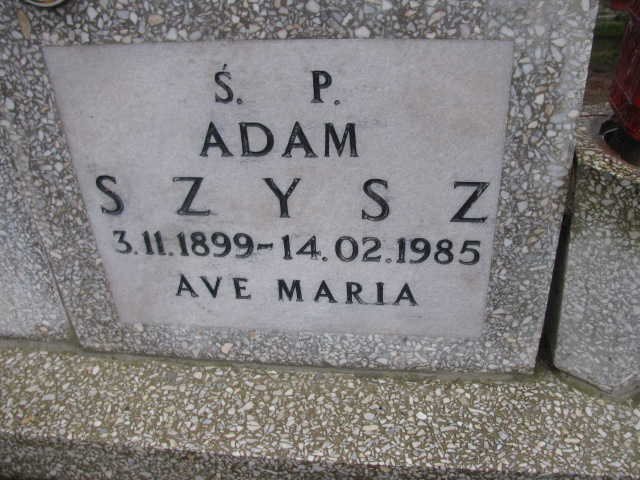 Ś. P.
ADAM
SZYSZ
3.11.1899-14.02.1985
AVE MARIA